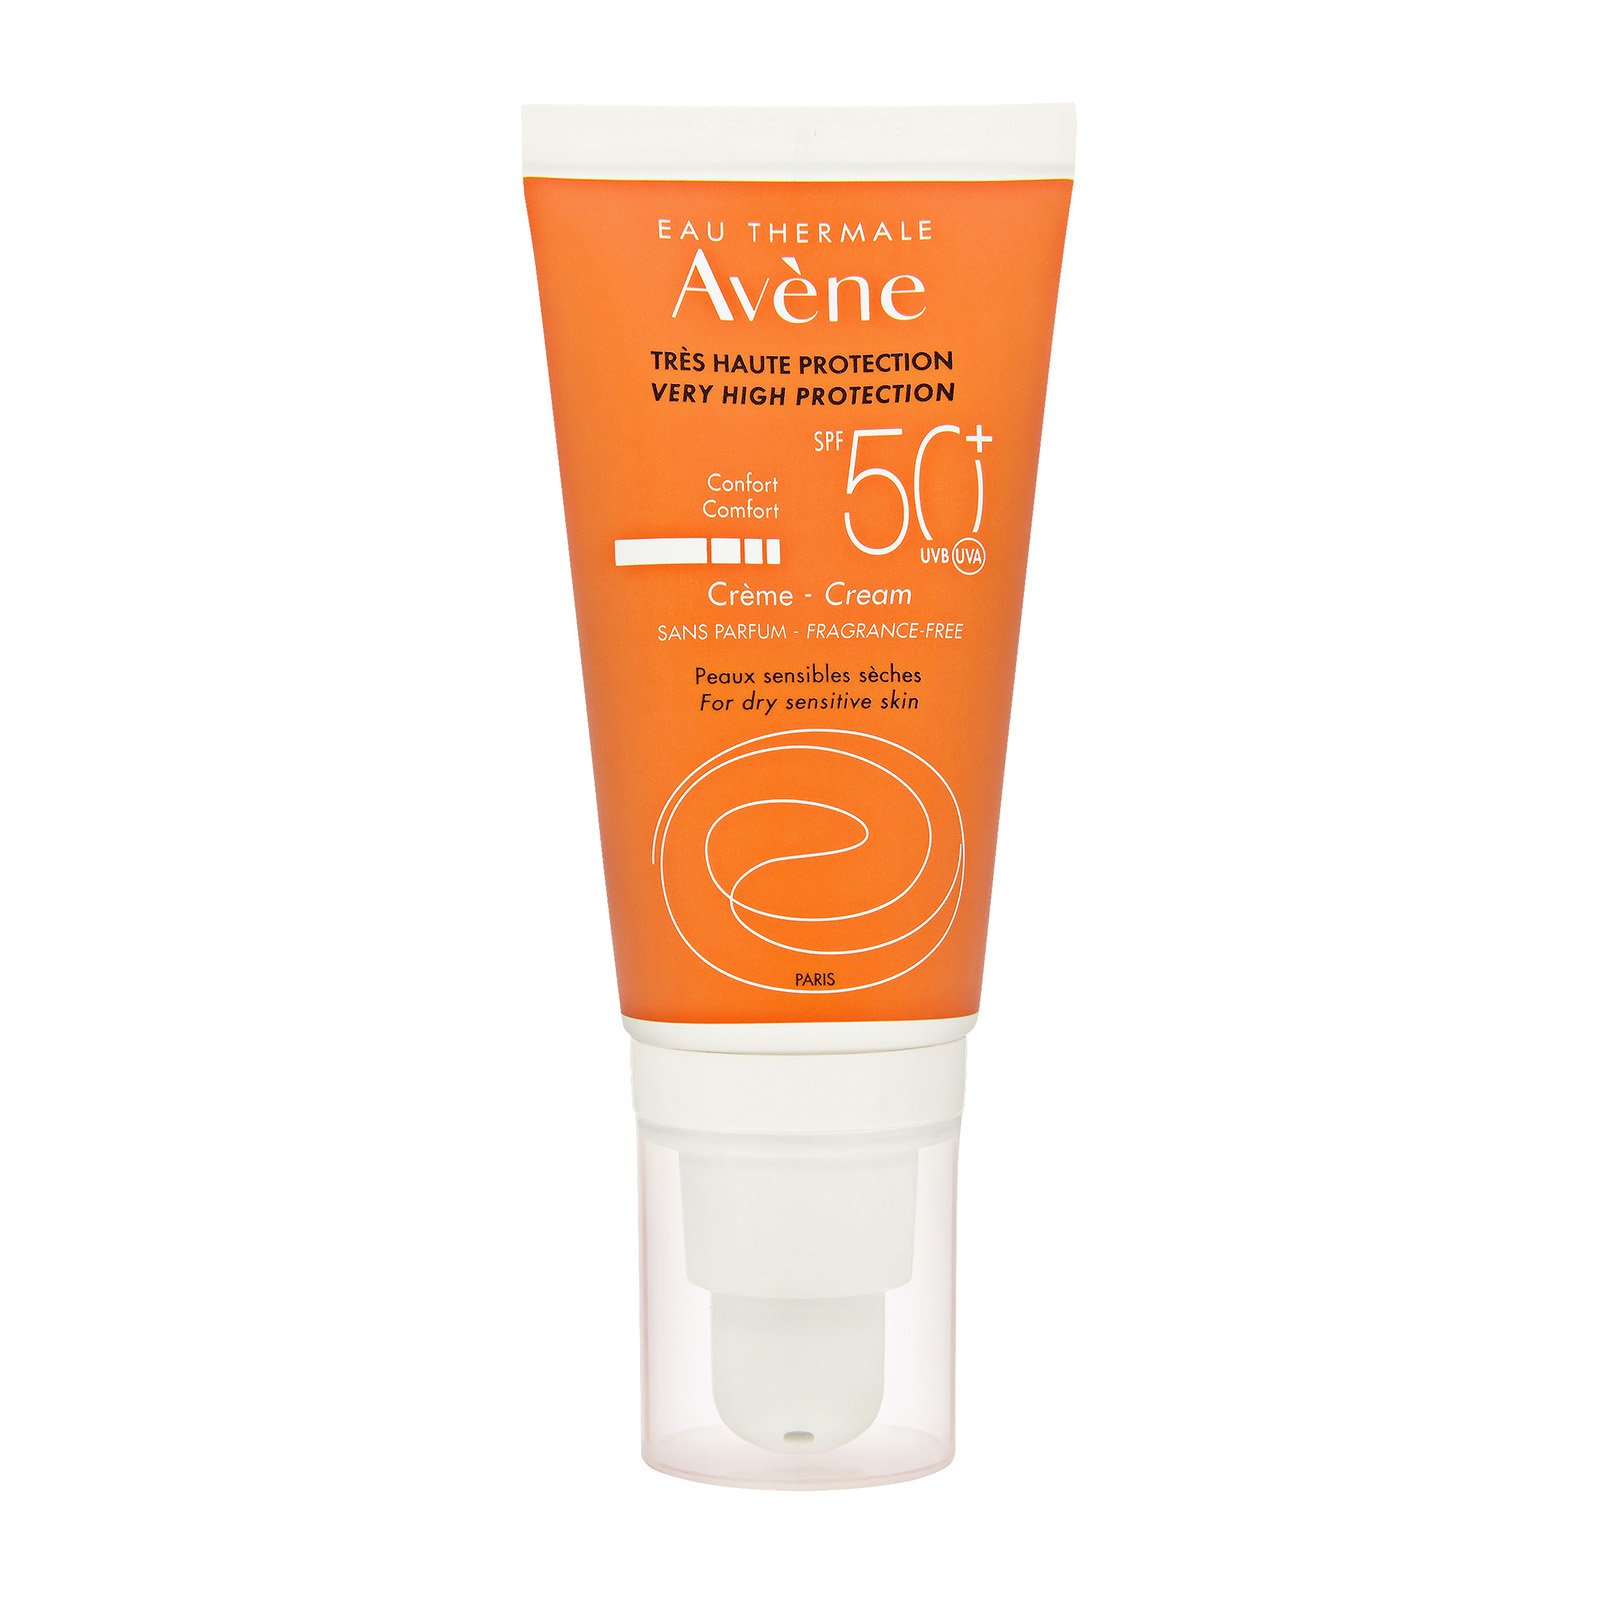 EAU THERMALE
Avène
TRÈS HAUTE PROTECTION
VERY HIGH PROTECTION
SPF 50+
Confort
Comfort
UVB UVA
Crème - Cream
SANS PARFUM - FRAGRANCE-FREE
Peaux sensibles sèches
For dry sensitive skin
PARIS